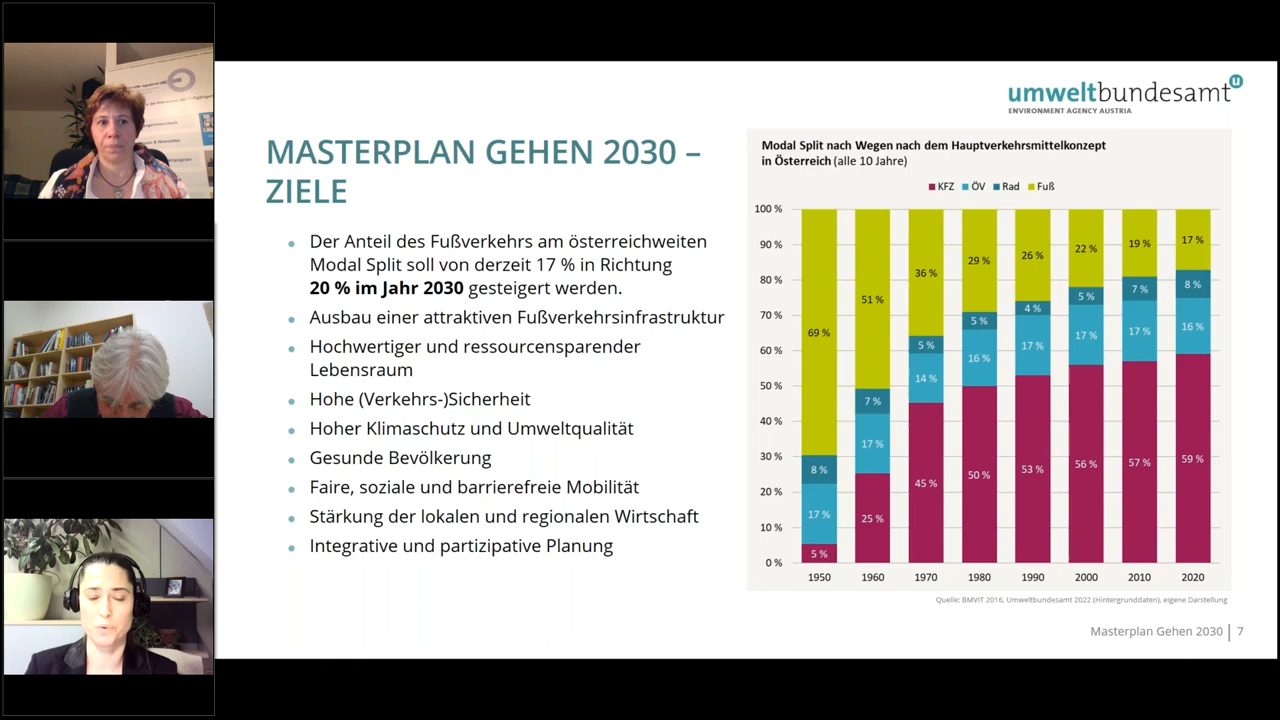 umweltbundesamt
u
ENVIRONMENT AGENCY AUSTRIA
MASTERPLAN GEHEN 2030 –
ZIELE
Der Anteil des Fußverkehrs am österreichweiten
Modal Split soll von derzeit 17 % in Richtung
20 % im Jahr 2030 gesteigert werden.
Ausbau einer attraktiven Fußverkehrsinfrastruktur
Hochwertiger und ressourcensparender
Lebensraum
Hohe (Verkehrs-)Sicherheit
Hoher Klimaschutz und Umweltqualität
Gesunde Bevölkerung
Faire, soziale und barrierefreie Mobilität
Stärkung der lokalen und regionalen Wirtschaft
Integrative und partizipative Planung
Modal Split nach Wegen nach dem Hauptverkehrsmittelkonzept
in Österreich (alle 10 Jahre)
KFZ ÖV Rad Fuß
100 %
90 %
80 %
70 %
60 %
50 %
40 %
30 %
20 %
10 %
0 %
69 %
8 %
17 %
5 %
51 %
7 %
17 %
25 %
36 %
5 %
14 %
45 %
29 %
5 %
16 %
50 %
26 %
4 %
17 %
53 %
22 %
5 %
17 %
56 %
19 %
7 %
17 %
57 %
17 %
8 %
16 %
59 %
1950 1960 1970 1980 1990 2000 2010 2020
Quelle: BMVIT 2016, Umweltbundesamt 2022 (Hintergrunddaten), eigene Darstellung
Masterplan Gehen 2030 | 7